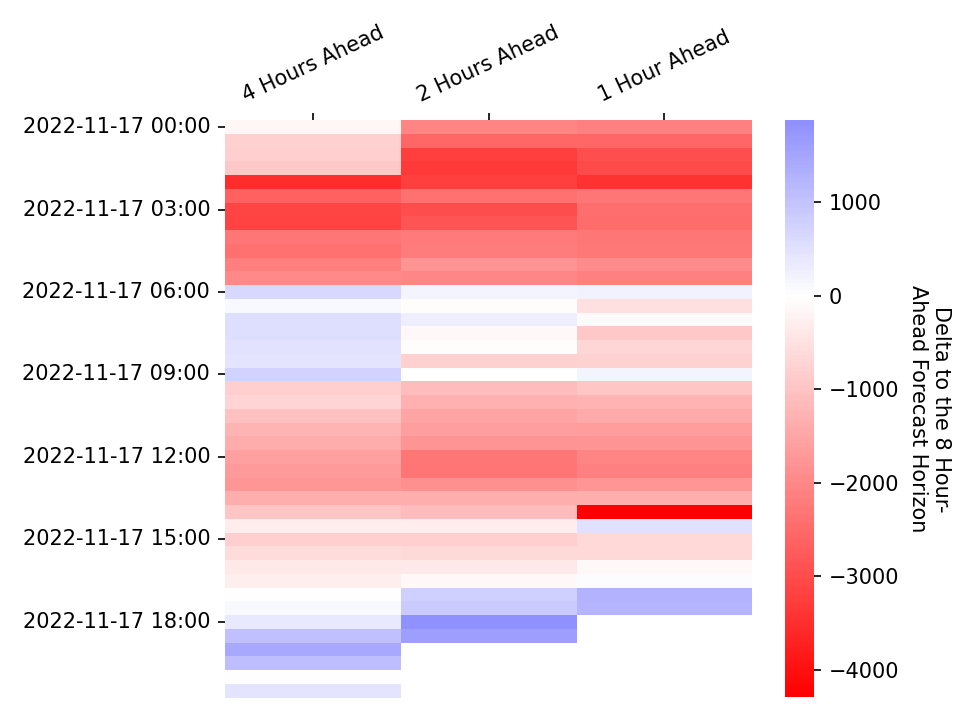 4 Hours Ahead
2 Hours Ahead
1 Hour Ahead
2022-11-17 00:00
2022-11-17 03:00
2022-11-17 06:00
2022-11-17 09:00
2022-11-17 12:00
2022-11-17 15:00
2022-11-17 18:00
1000
0
−1000
−2000
−3000
−4000
Delta to the 8 Hour-
Ahead Forecast Horizon